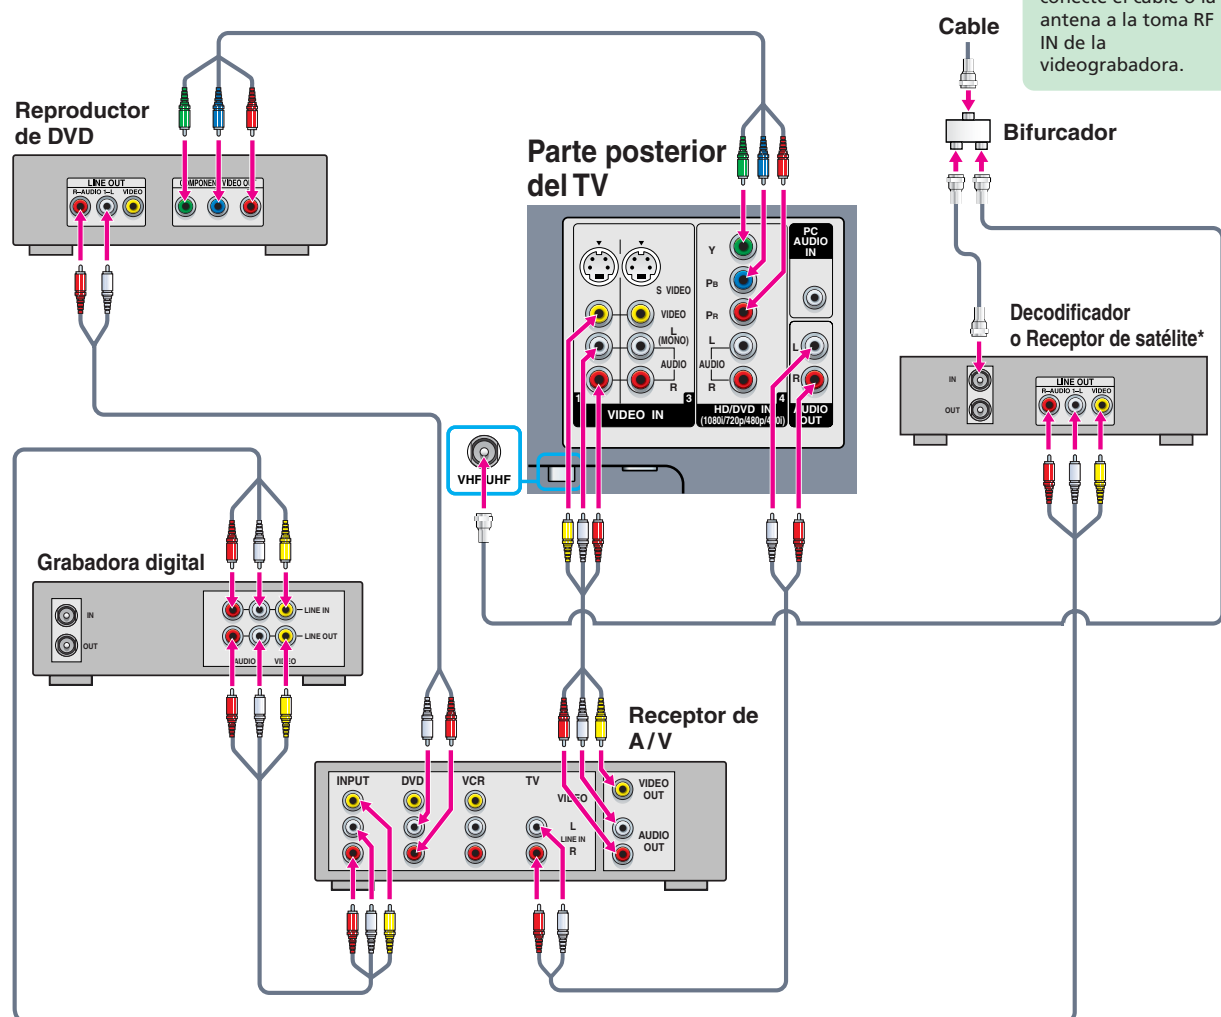 conecte el cable o la
antena a la toma RF
IN de la
videograbadora.
Cable
Bifurcador
Reproductor
de DVD
LINE OUT
R–AUDIO 1–L VIDEO
COMPONENT VIDEO
Parte posterior
del TV
S VIDEO
VIDEO
L
(MONO)
AUDIO
R
1
3
VIDEO IN
Y
PB
PR
L
AUDIO
R
4
HD/DVD IN
(1080i/720p/480p/480i)
PC
AUDIO
IN
L
R
AUDIO
OUT
VHF/UHF
Decodificador
o Receptor de satélite*
IN
OUT
LINE OUT
R–AUDIO 1–L VIDEO
Grabadora digital
IN
OUT
LINE IN
LINE OUT
AUDIO
VIDEO
Receptor de
A/V
INPUT
DVD
VCR
TV
VIDEO
L
LINE IN
R
VIDEO
OUT
AUDIO
OUT